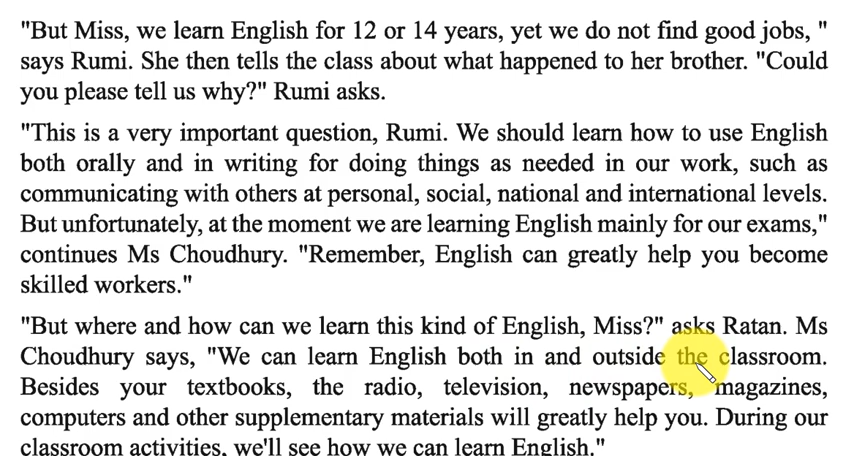 "But Miss, we learn English for 12 or 14 years, yet we do not find good jobs, "
says Rumi. She then tells the class about what happened to her brother. "Could
you please tell us why?" Rumi asks.
"This is a very important question, Rumi. We should learn how to use English
both orally and in writing for doing things as needed in our work, such as
communicating with others at personal, social, national and international levels.
But unfortunately, at the moment we are learning English mainly for our exams,"
continues Ms Choudhury. "Remember, English can greatly help you become
skilled workers."
"But where and how can we learn this kind of English, Miss?" asks Ratan. Ms
Choudhury says, "We can learn English both in and outside the classroom.
Besides your textbooks, the radio, television, newspapers, magazines,
computers and other supplementary materials will greatly help you. During our
classroom activities, we'll see how we can learn English."